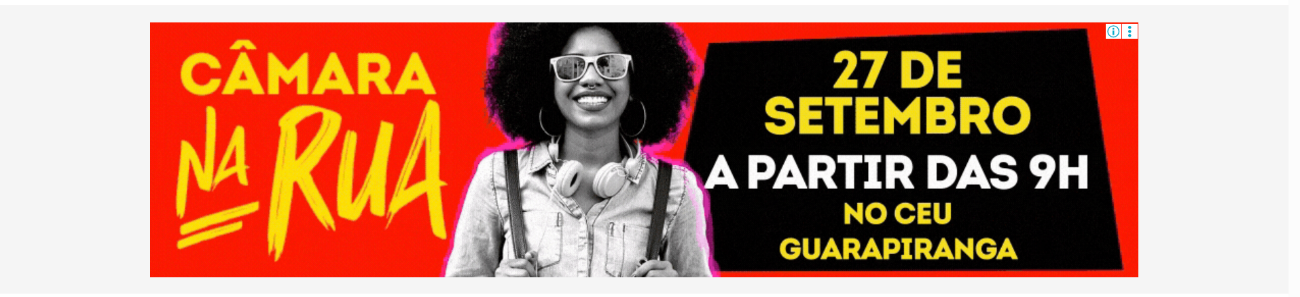 CÂMARA
NA RUA
27 DE
SETEMBRO
A PARTIR DAS 9H
NO CEU
GUARAPIRANGA